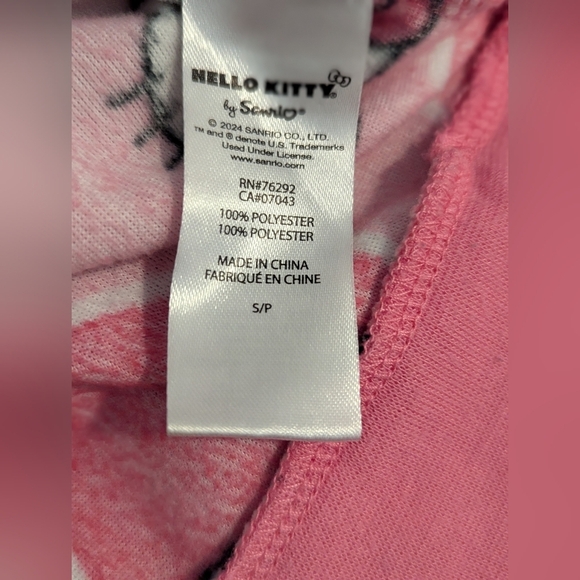 HELLO KITTY®
by Sanrio®
© 2024 SANRIO CO., LTD.
™ and ® denote U.S. Trademarks
Used Under License.
www.sanrio.com
RN#76292
CA#07043
100% POLYESTER
100% POLYESTER
MADE IN CHINA
FABRIQUÉ EN CHINE
S/P